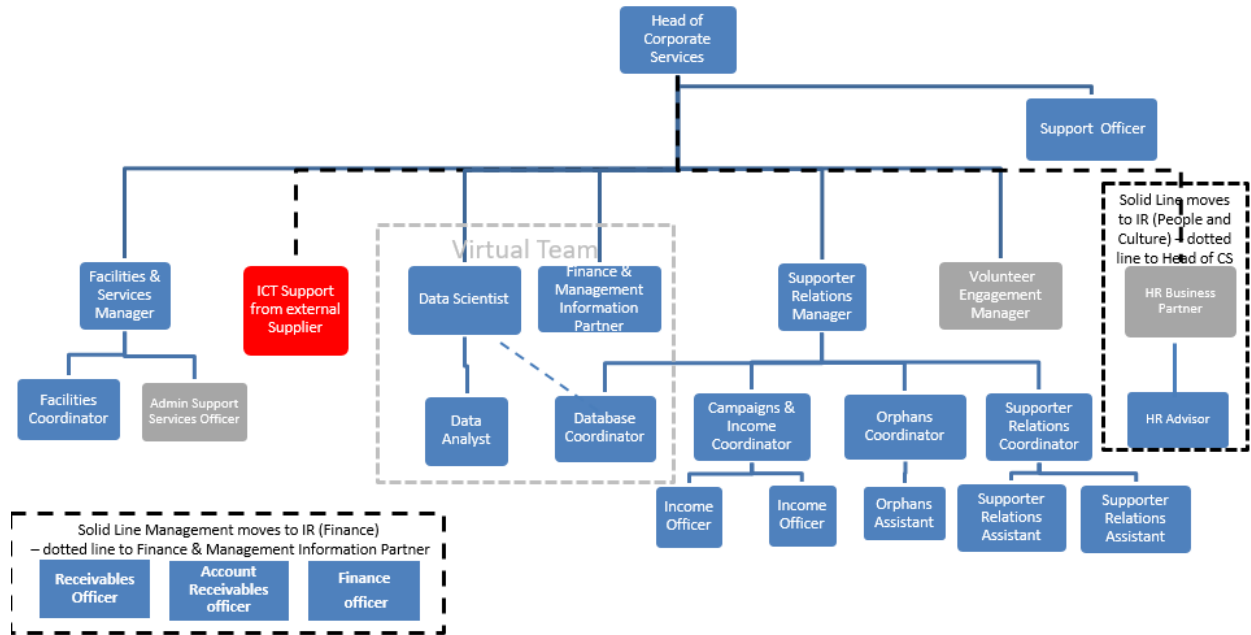 Head of
Corporate
Services
Support Officer
Solid Line moves
to IR (People and
Culture) – dotted
line to Head of CS
Virtual Team
Facilities &
Services
Manager
ICT Support
from external
Supplier
Data Scientist
Finance &
Management
Information
Partner
Supporter
Relations
Manager
Volunteer
Engagement
Manager
HR Business
Partner
Facilities
Coordinator
Admin Support
Services Officer
Data
Analyst
Database
Coordinator
Campaigns &
Income
Coordinator
Orphans
Coordinator
Supporter
Relations
Coordinator
HR Advisor
Income
Officer
Income
Officer
Orphans
Assistant
Supporter
Relations
Assistant
Supporter
Relations
Assistant
Solid Line Management moves to IR (Finance)
– dotted line to Finance & Management Information Partner
Receivables
Officer
Account
Receivables
officer
Finance
officer